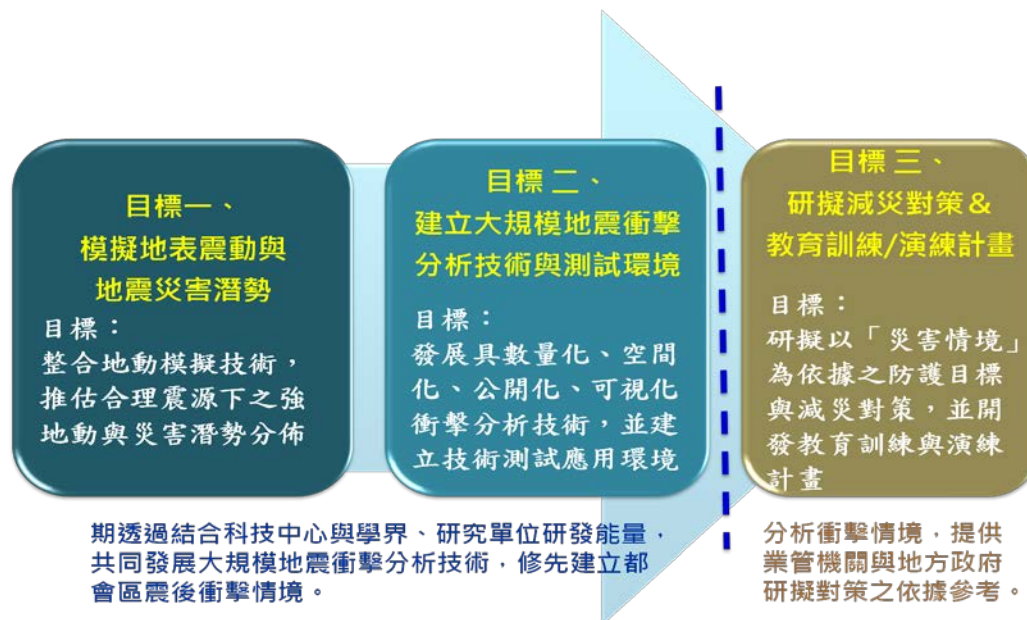 目標一、
模擬地表震動與
地震災害潛勢
目標：
整合地動模擬技術，
推估合理震源下之強
地動與災害潛勢分佈
目標 二、
建立大規模地震衝擊
分析技術與測試環境
目標：
發展具數量化、空間
化、公開化、可視化
衝擊分析技術，並建
立技術測試應用環境
目標 三、
研擬減災對策＆
教育訓練/演練計畫
目標：
研擬以「災害情境」
為依據之防護目標
與減災對策，並開
發教育訓練與演練
計畫
期透過結合科技中心與學界、研究單位研發能量，
共同發展大規模地震衝擊分析技術，修先建立都
會區震後衝擊情境。
分析衝擊情境，提供
業管機關與地方政府
研擬對策之依據參考。